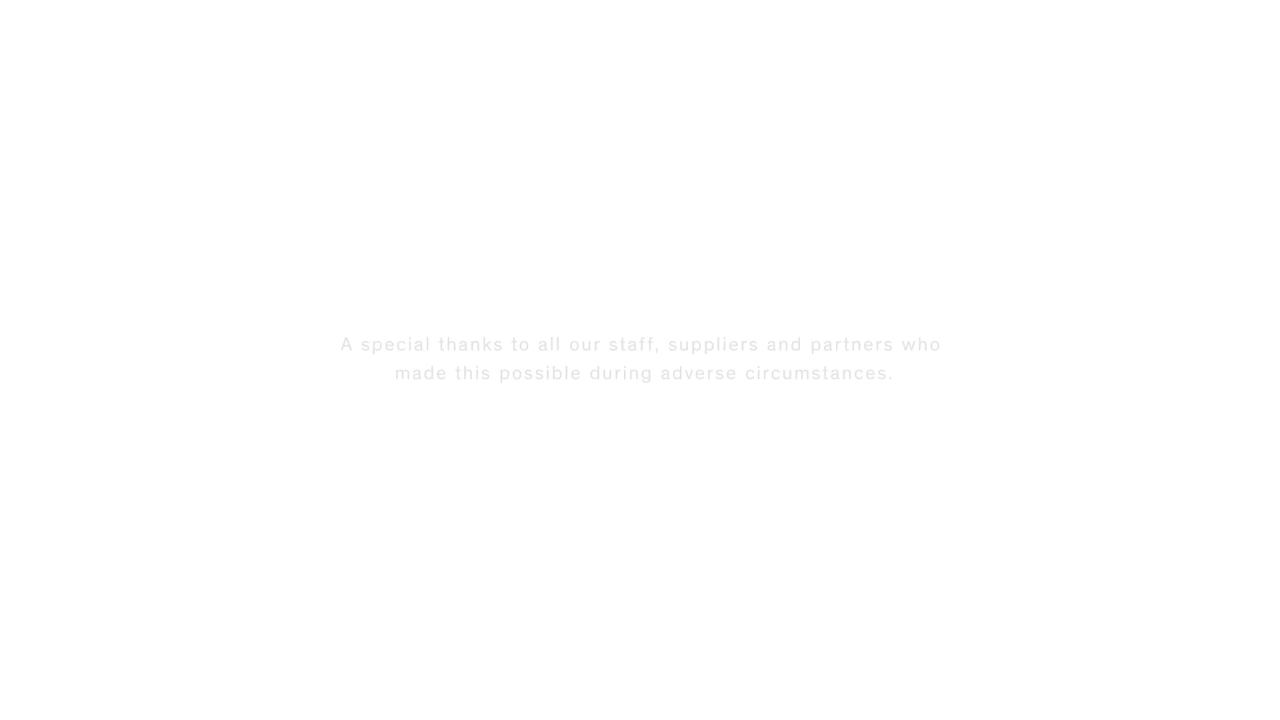 A special thanks to all our staff, suppliers and partners who
made this possible during adverse circumstances.